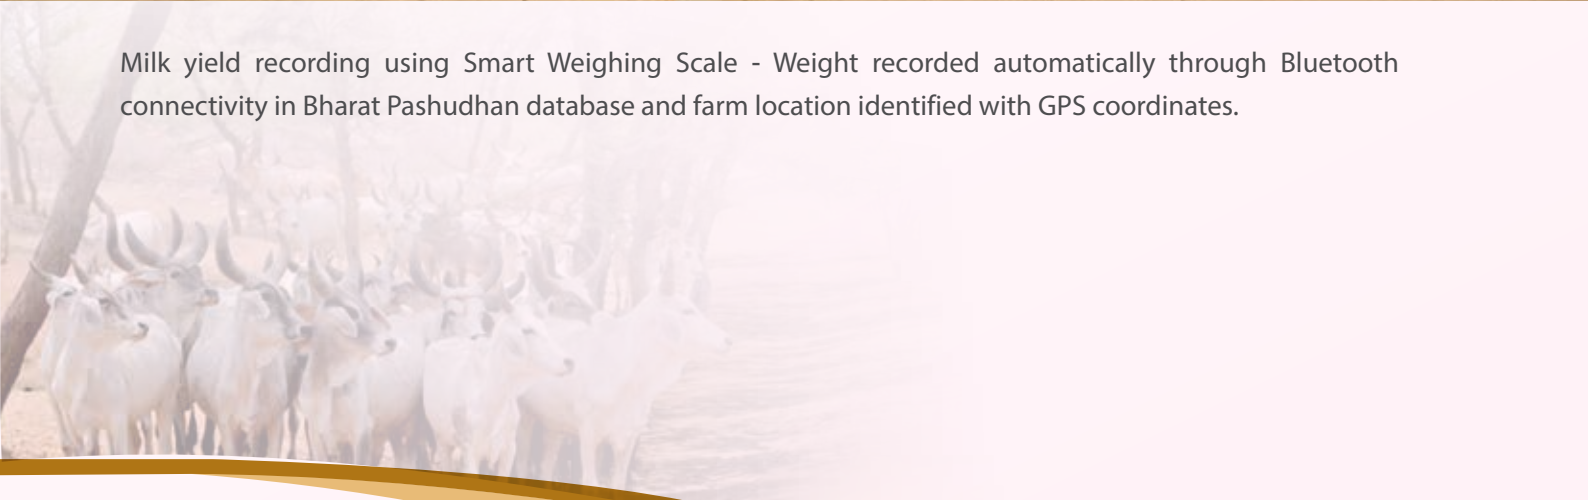 Milk yield recording using Smart Weighing Scale - Weight recorded automatically through Bluetooth
connectivity in Bharat Pashudhan database and farm location identified with GPS coordinates.